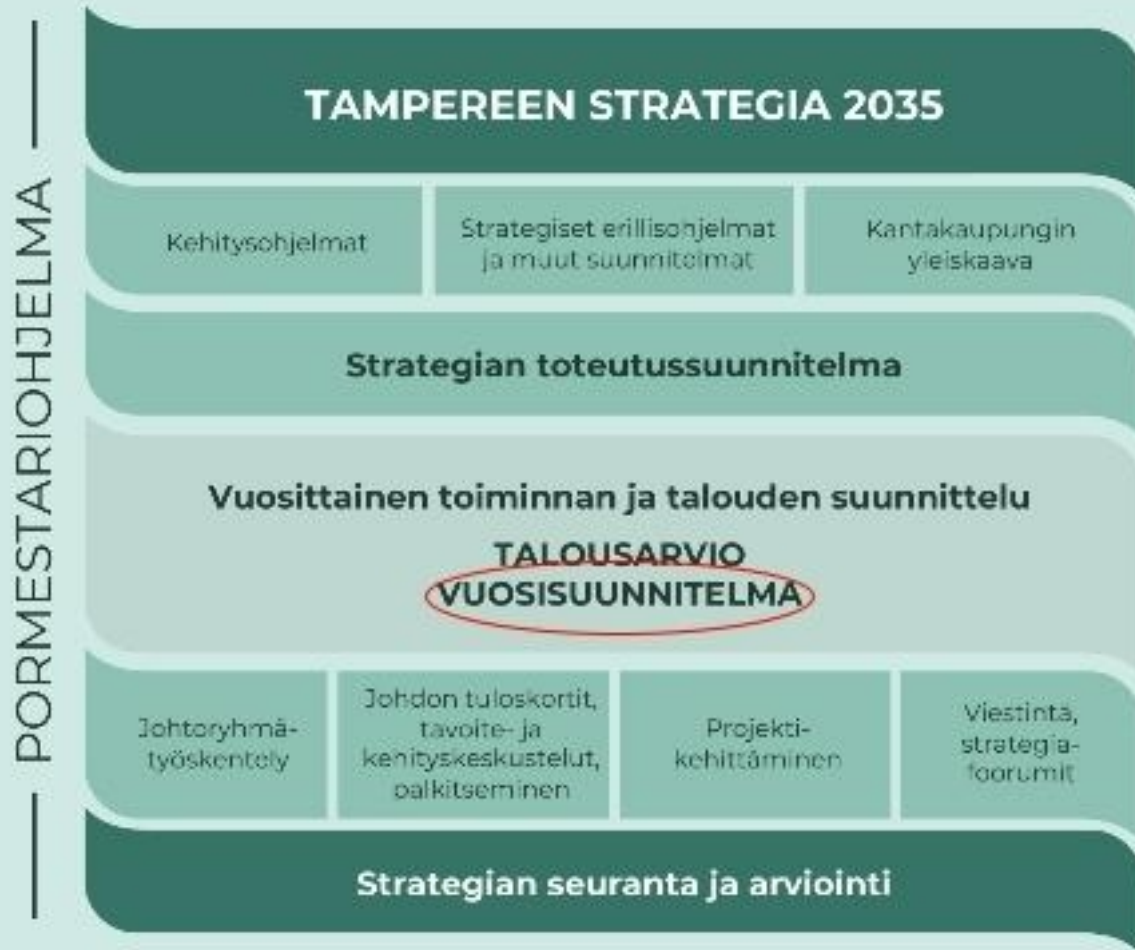 PORMESTARIOHJELMA
TAMPEREEN STRATEGIA 2035
Kehitysohjelmat
Strategiset erillisohjelmat
ja muut suunnitelmat
Kantakaupungin
yleiskaava
Strategian toteutussuunnitelma
Vuosittainen toiminnan ja talouden suunnittelu
TALOUSARVIO
VUOSISUUNNITELMA
Johtoryhmä-
työskentely
Johdon tuloskortit,
tavoite- ja
kehityskeskustelut,
palkitseminen
Projekti-
kehittäminen
Viestintä,
strategia-
foorumit
Strategian seuranta ja arviointi